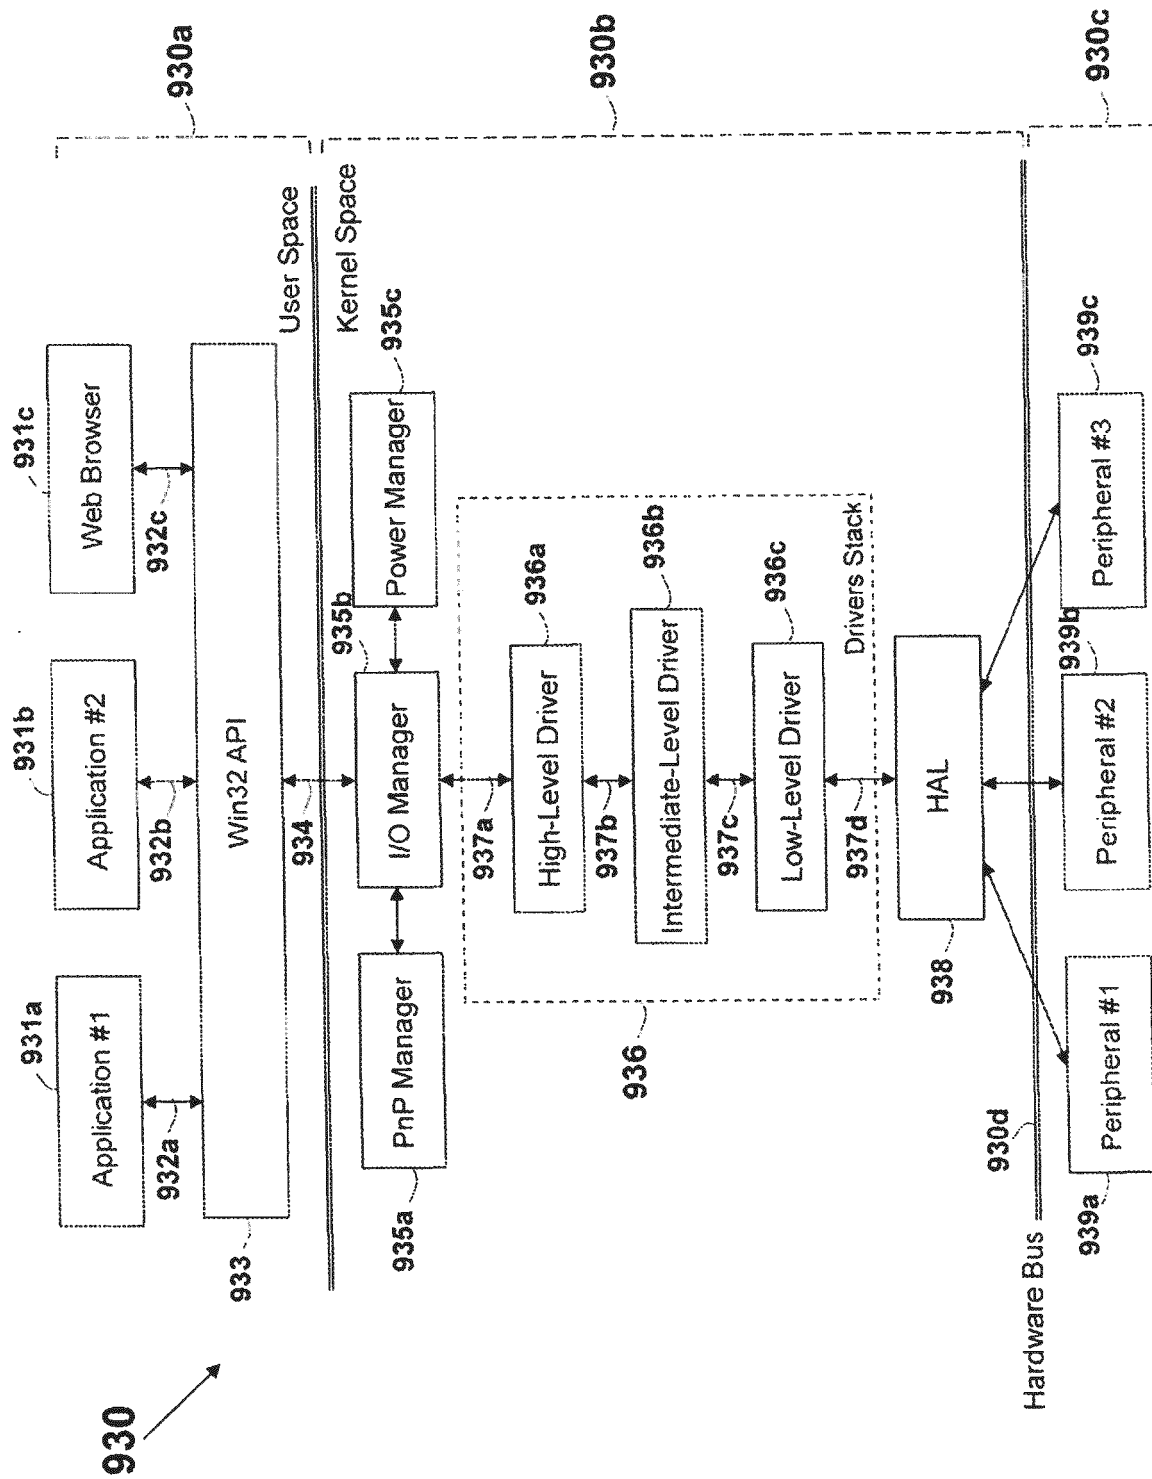 930
931a
931b
931c
Application #1
Application #2
Web Browser
932a
932b
932c
933
Win32 API
930a
User Space
934
Kernel Space
935a
935b
935c
PnP Manager
I/O Manager
Power Manager
937a
High-Level Driver
936a
937b
936
Intermediate-Level Driver
936b
937c
Low-Level Driver
936c
Drivers Stack
937d
930b
938
HAL
930d
Hardware Bus
939a
939b
939c
Peripheral #1
Peripheral #2
Peripheral #3
930c